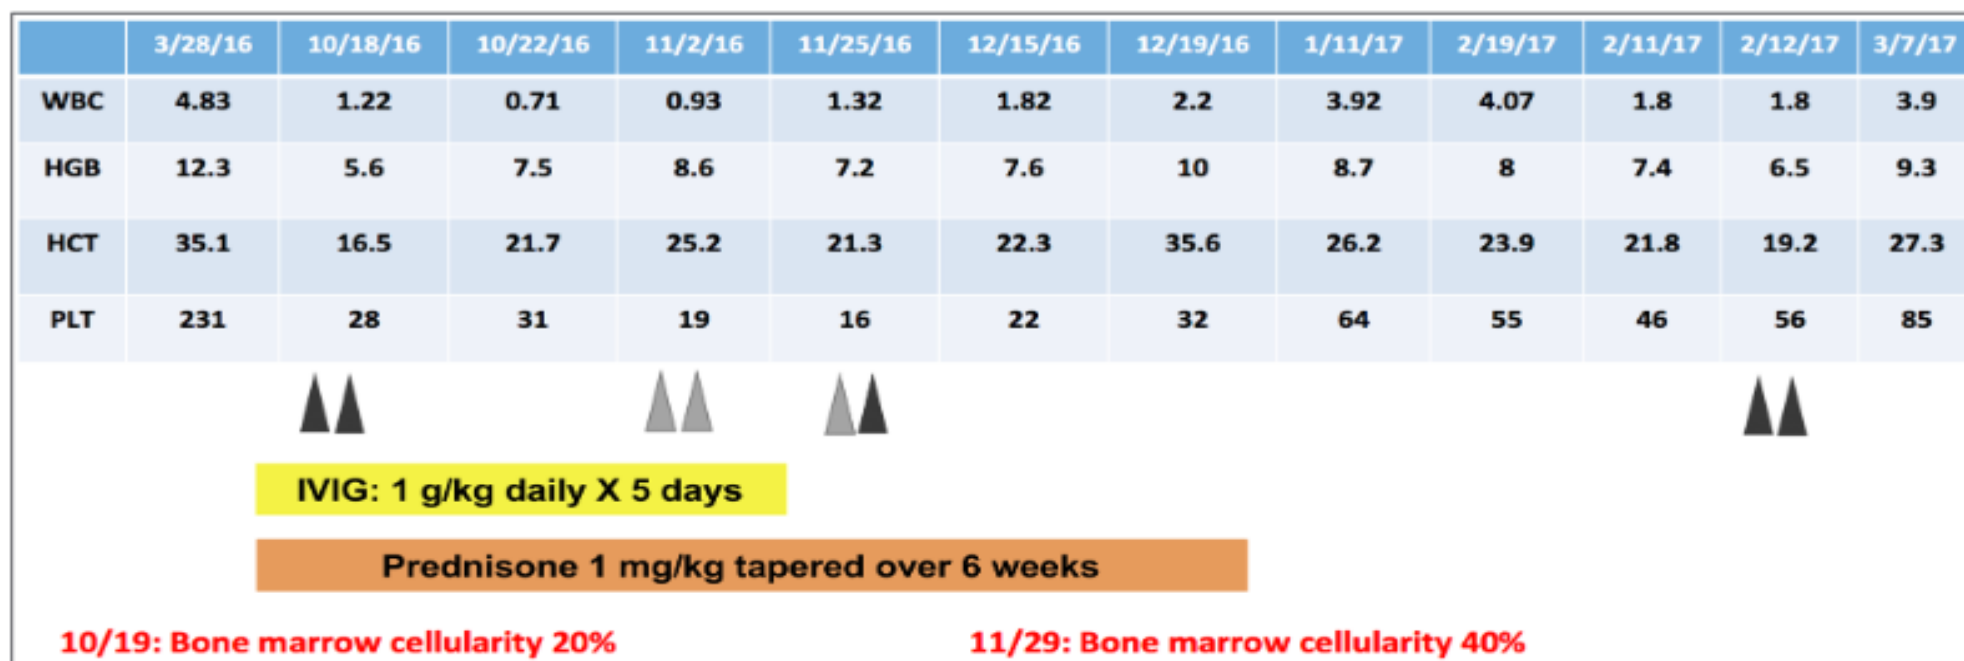 3/28/16 10/18/16 10/22/16 11/2/16 11/25/16 12/15/16 12/19/16 1/11/17 2/19/17 2/11/17 2/12/17 3/7/17
WBC 4.83 1.22 0.71 0.93 1.32 1.82 2.2 3.92 4.07 1.8 1.8 3.9
HGB 12.3 5.6 7.5 8.6 7.2 7.6 10 8.7 8 7.4 6.5 9.3
HCT 35.1 16.5 21.7 25.2 21.3 22.3 35.6 26.2 23.9 21.8 19.2 27.3
PLT 231 28 31 19 16 22 32 64 55 46 56 85
IVIG: 1 g/kg daily X 5 days
Prednisone 1 mg/kg tapered over 6 weeks
10/19: Bone marrow cellularity 20% 11/29: Bone marrow cellularity 40%